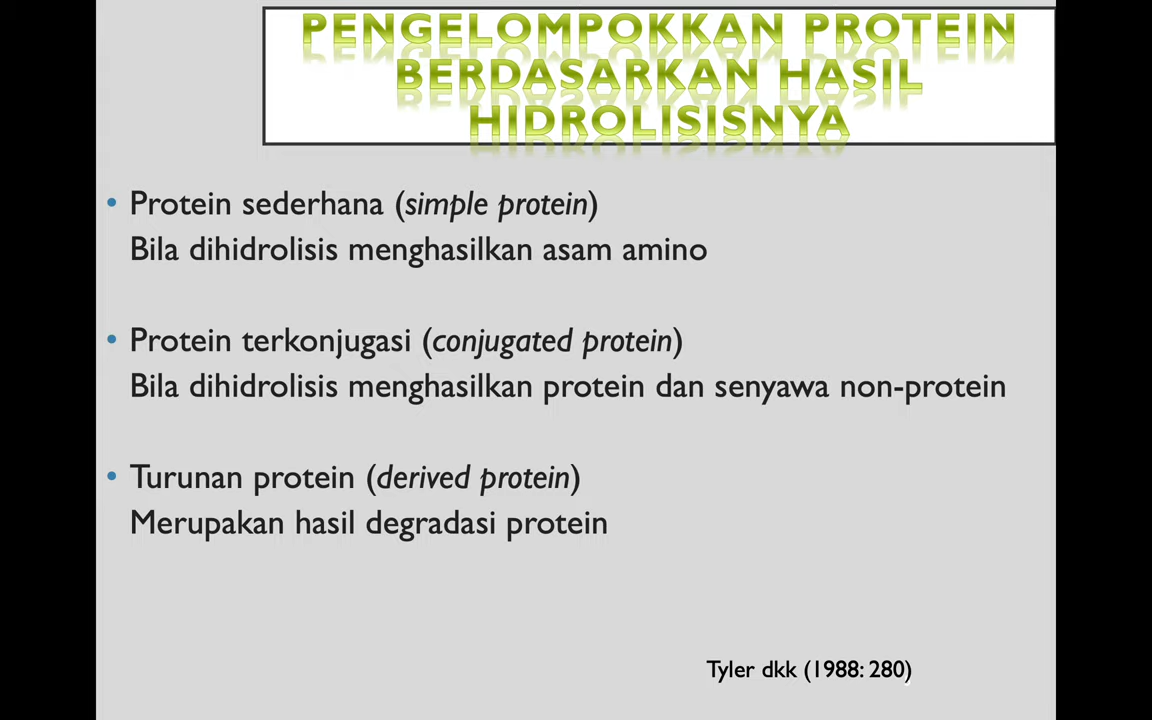 PENGELOMPOKKAN PROTEIN
BERDASARKAN HASIL
HIDROLISISNYA
• Protein sederhana (simple protein)
Bila dihidrolisis menghasilkan asam amino
• Protein terkonjugasi (conjugated protein)
Bila dihidrolisis menghasilkan protein dan senyawa non-protein
• Turunan protein (derived protein)
Merupakan hasil degradasi protein
Tyler dkk (1988: 280)